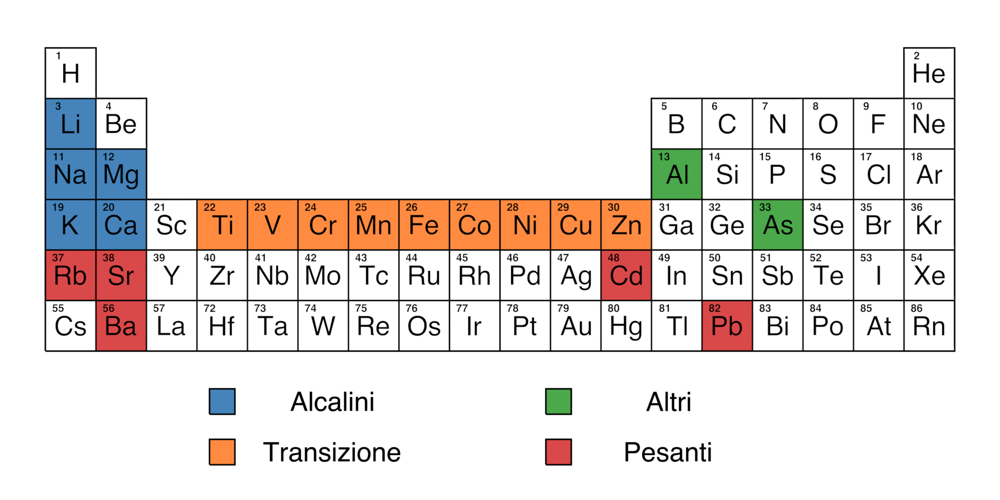 1 2
H He
3 4 5 6 7 8 9 10
Li Be B C N O F Ne
11 12 13 14 15 16 17 18
Na Mg Al Si P S Cl Ar
19 20 21 22 23 24 25 26 27 28 29 30 31 32 33 34 35 36
K Ca Sc Ti V Cr Mn Fe Co Ni Cu Zn Ga Ge As Se Br Kr
37 38 39 40 41 42 43 44 45 46 47 48 49 50 51 52 53 54
Rb Sr Y Zr Nb Mo Tc Ru Rh Pd Ag Cd In Sn Sb Te I Xe
55 56 57 72 73 74 75 76 77 78 79 80 81 82 83 84 85 86
Cs Ba La Hf Ta W Re Os Ir Pt Au Hg Tl Pb Bi Po At Rn
Alcalini Altri
Transizione Pesanti